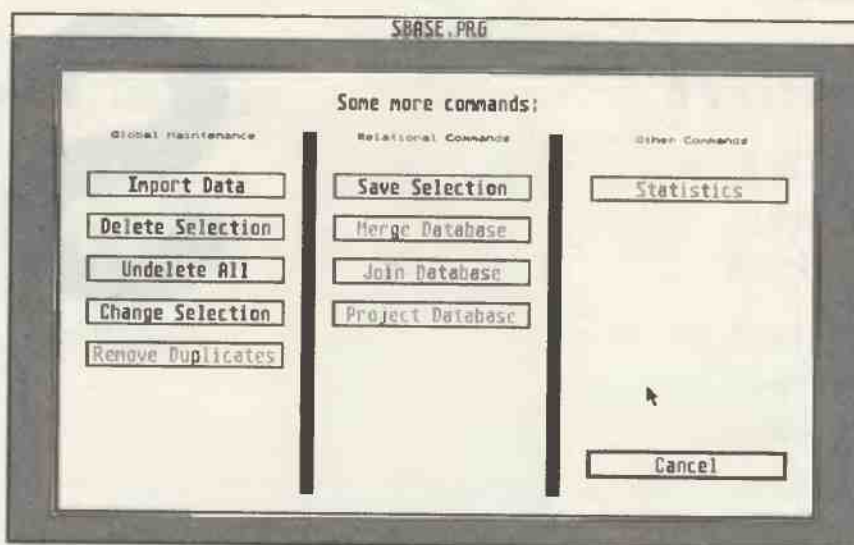 SBASE.PRG
Some more commands:
Global Maintenance
Import Data
Delete Selection
Undelete All
Change Selection
Remove Duplicates
Relational Commands
Save Selection
Merge Database
Join Database
Project Database
Other Commands
Statistics
Cancel